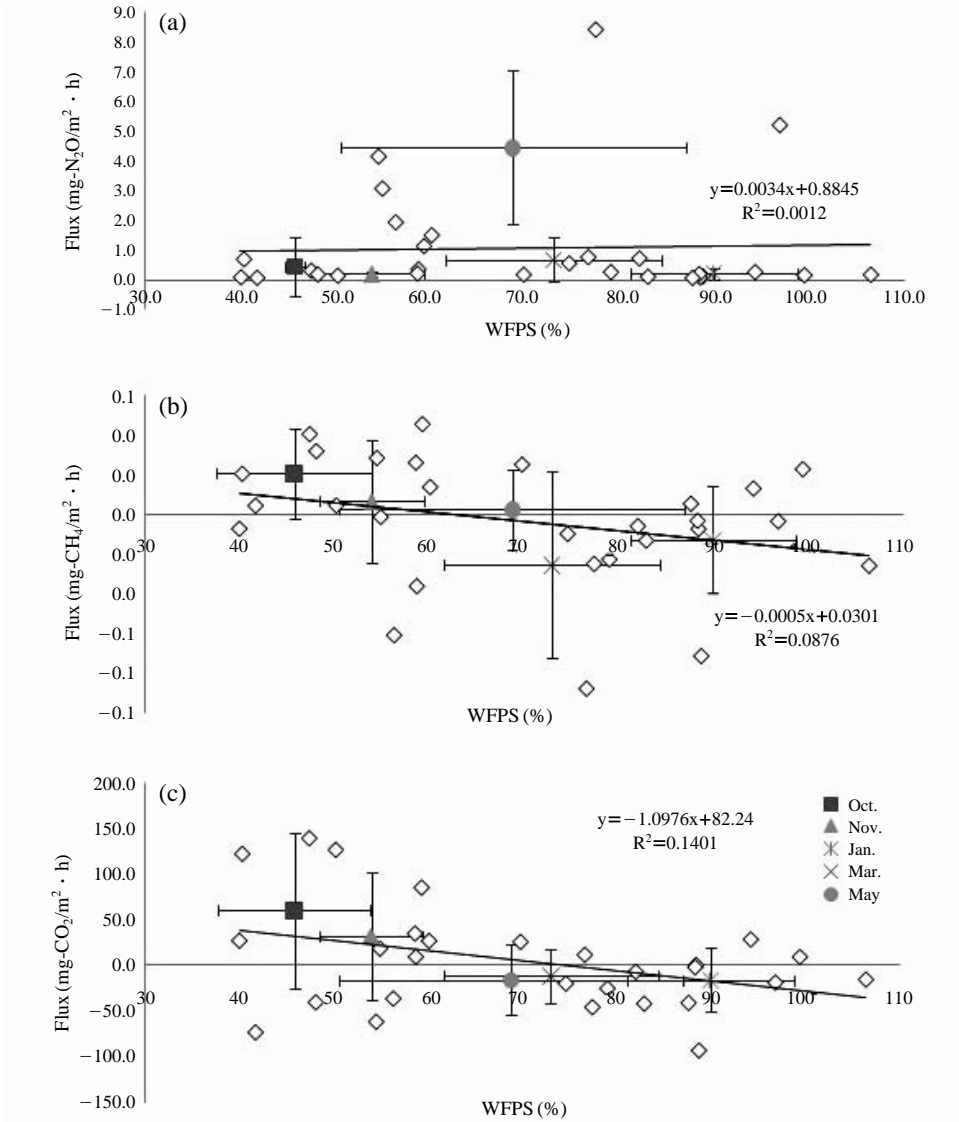 (a)
9.0
8.0
7.0
6.0
5.0
4.0
3.0
2.0
1.0
0.0
−1.0
Flux (mg-N₂O/m² · h)
y=0.0034x+0.8845
R²=0.0012
30.0 40.0 50.0 60.0 70.0 80.0 90.0 100.0 110.0
WFPS (%)
(b)
0.1
0.0
0.0
0.0
0.0
0.0
−0.1
−0.1
−0.1
Flux (mg-CH₄/m² · h)
30 40 50 60 70 80 90 100 110
y=−0.0005x+0.0301
R²=0.0876
WFPS (%)
(c)
200.0
150.0
100.0
50.0
0.0
−50.0
−100.0
−150.0
Flux (mg-CO₂/m² · h)
y=−1.0976x+82.24
R²=0.1401
Oct.
Nov.
Jan.
Mar.
May
30 40 50 60 70 80 90 100 110
WFPS (%)